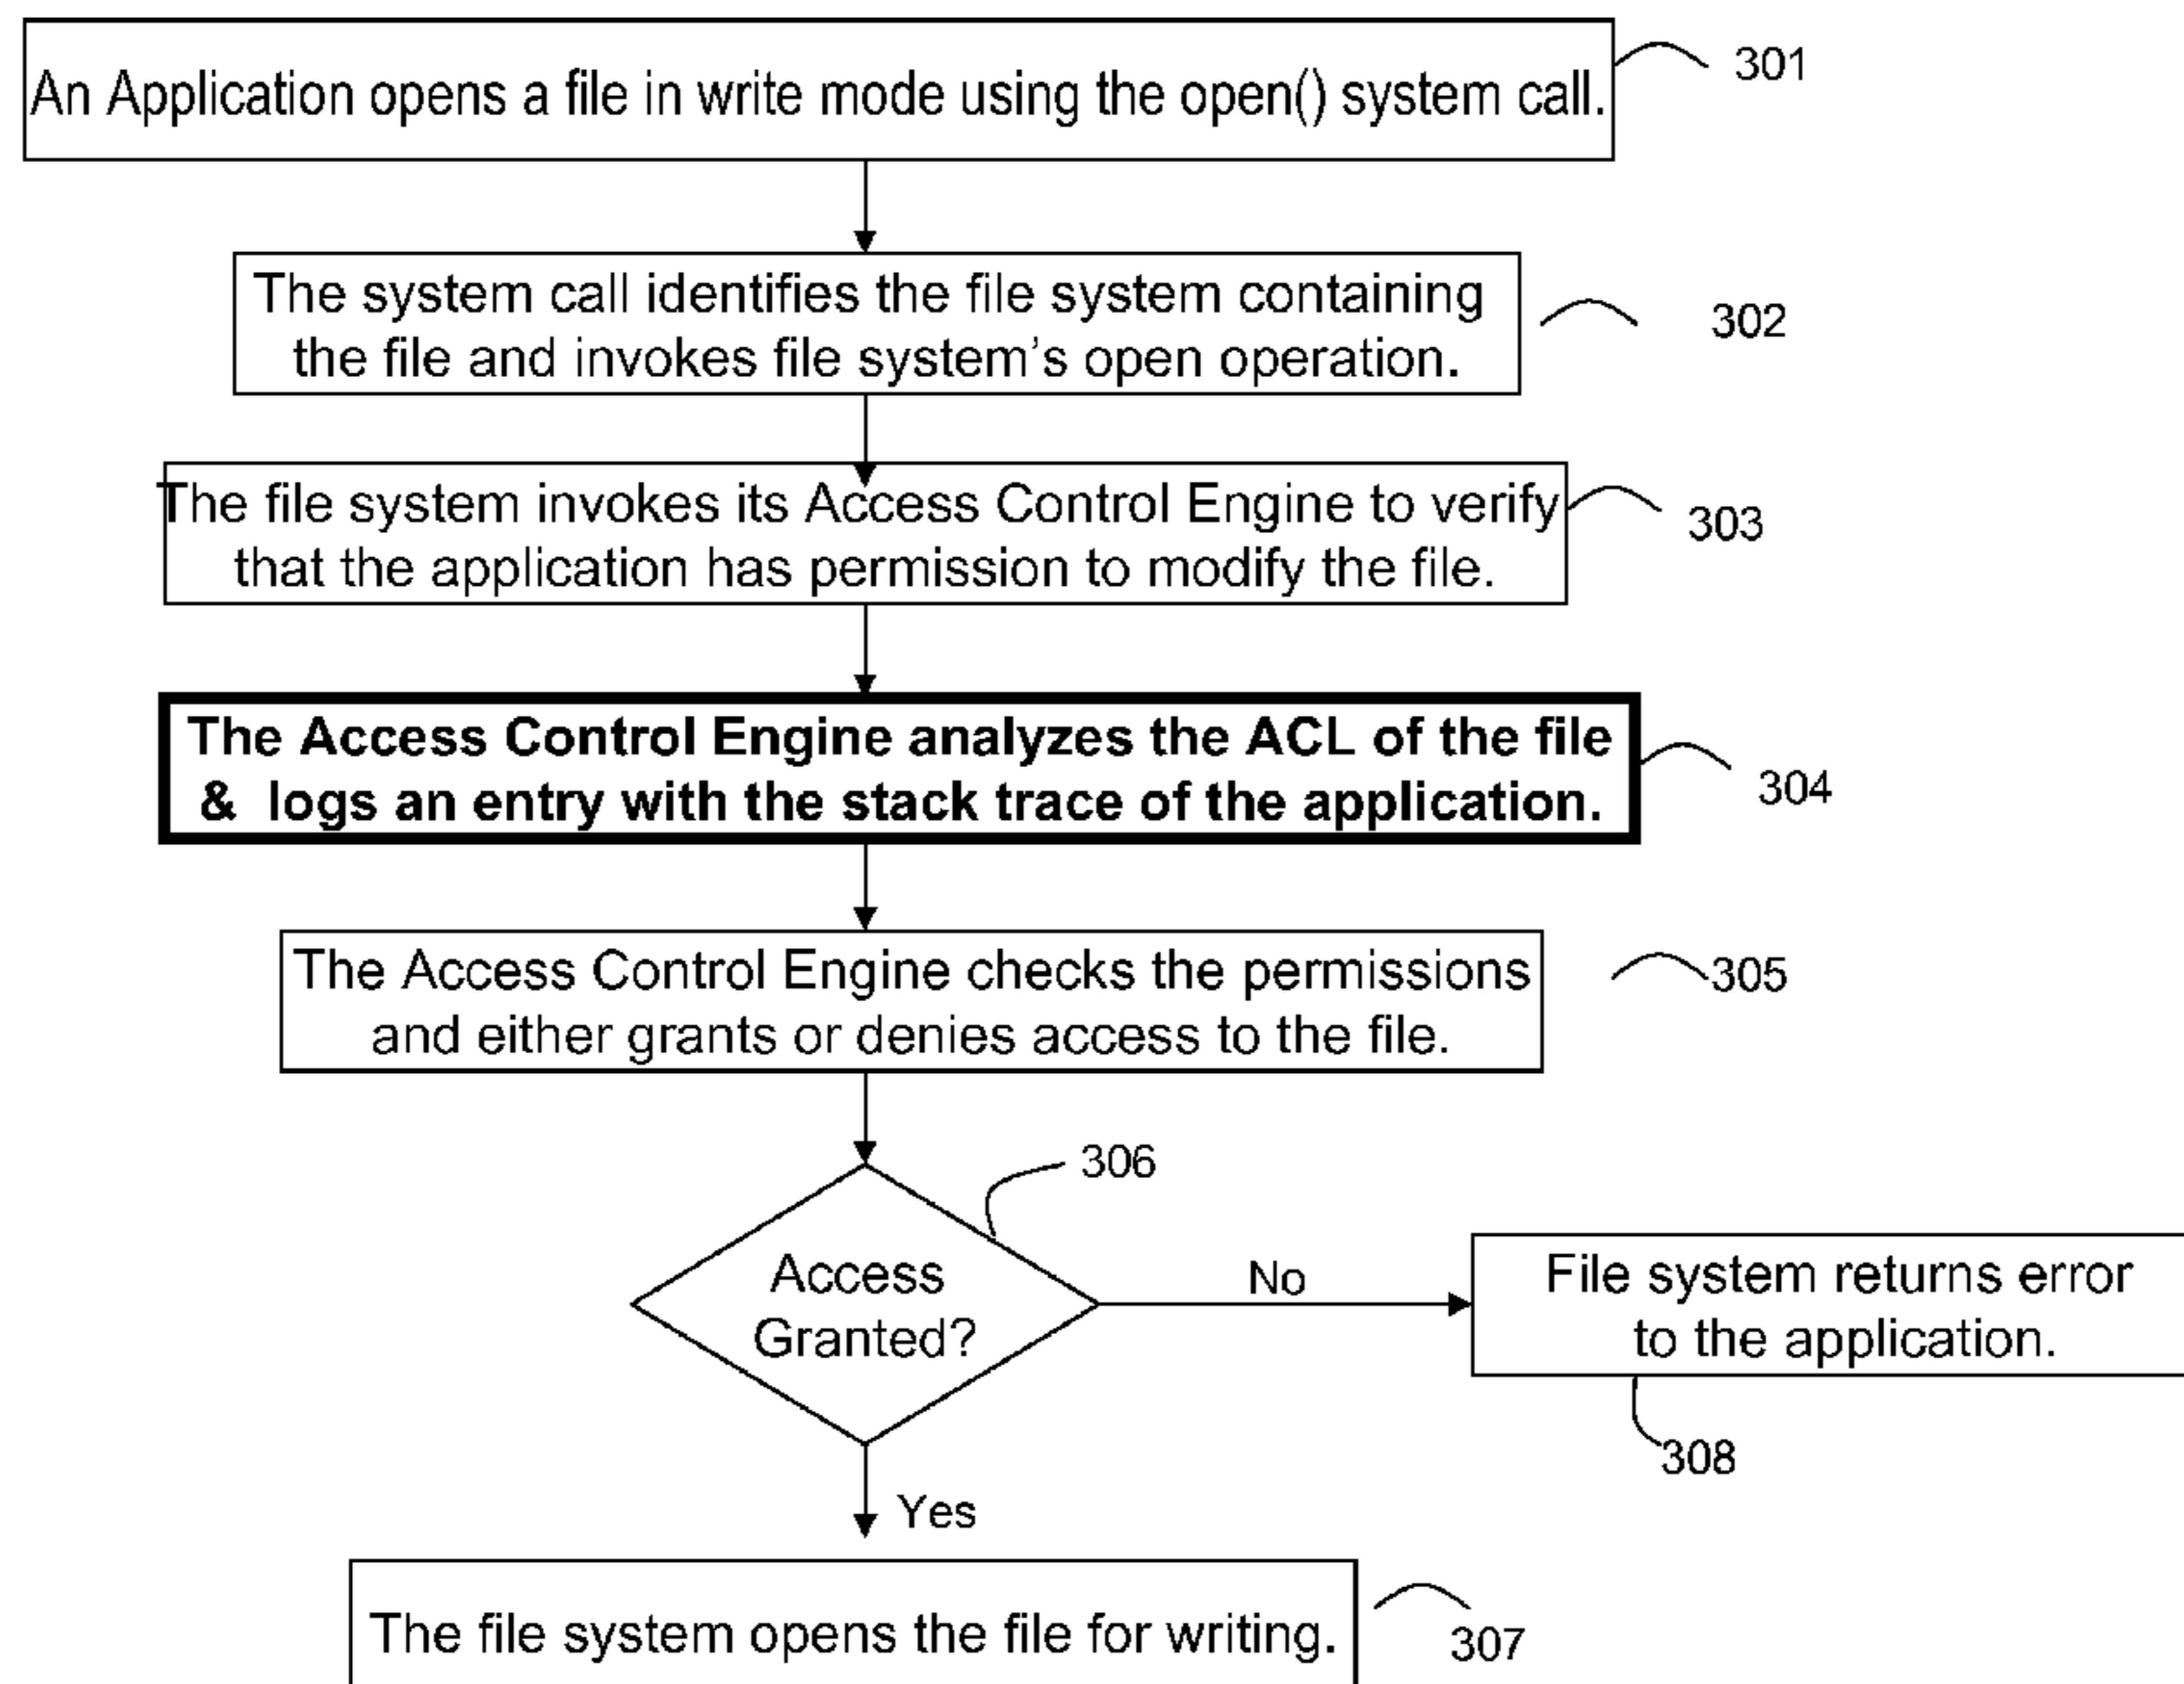 An Application opens a file in write mode using the open() system call.
301
The system call identifies the file system containing
the file and invokes file system's open operation.
302
The file system invokes its Access Control Engine to verify
that the application has permission to modify the file.
303
The Access Control Engine analyzes the ACL of the file
& logs an entry with the stack trace of the application.
304
The Access Control Engine checks the permissions
and either grants or denies access to the file.
305
306
Access
Granted?
No
File system returns error
to the application.
308
Yes
The file system opens the file for writing.
307